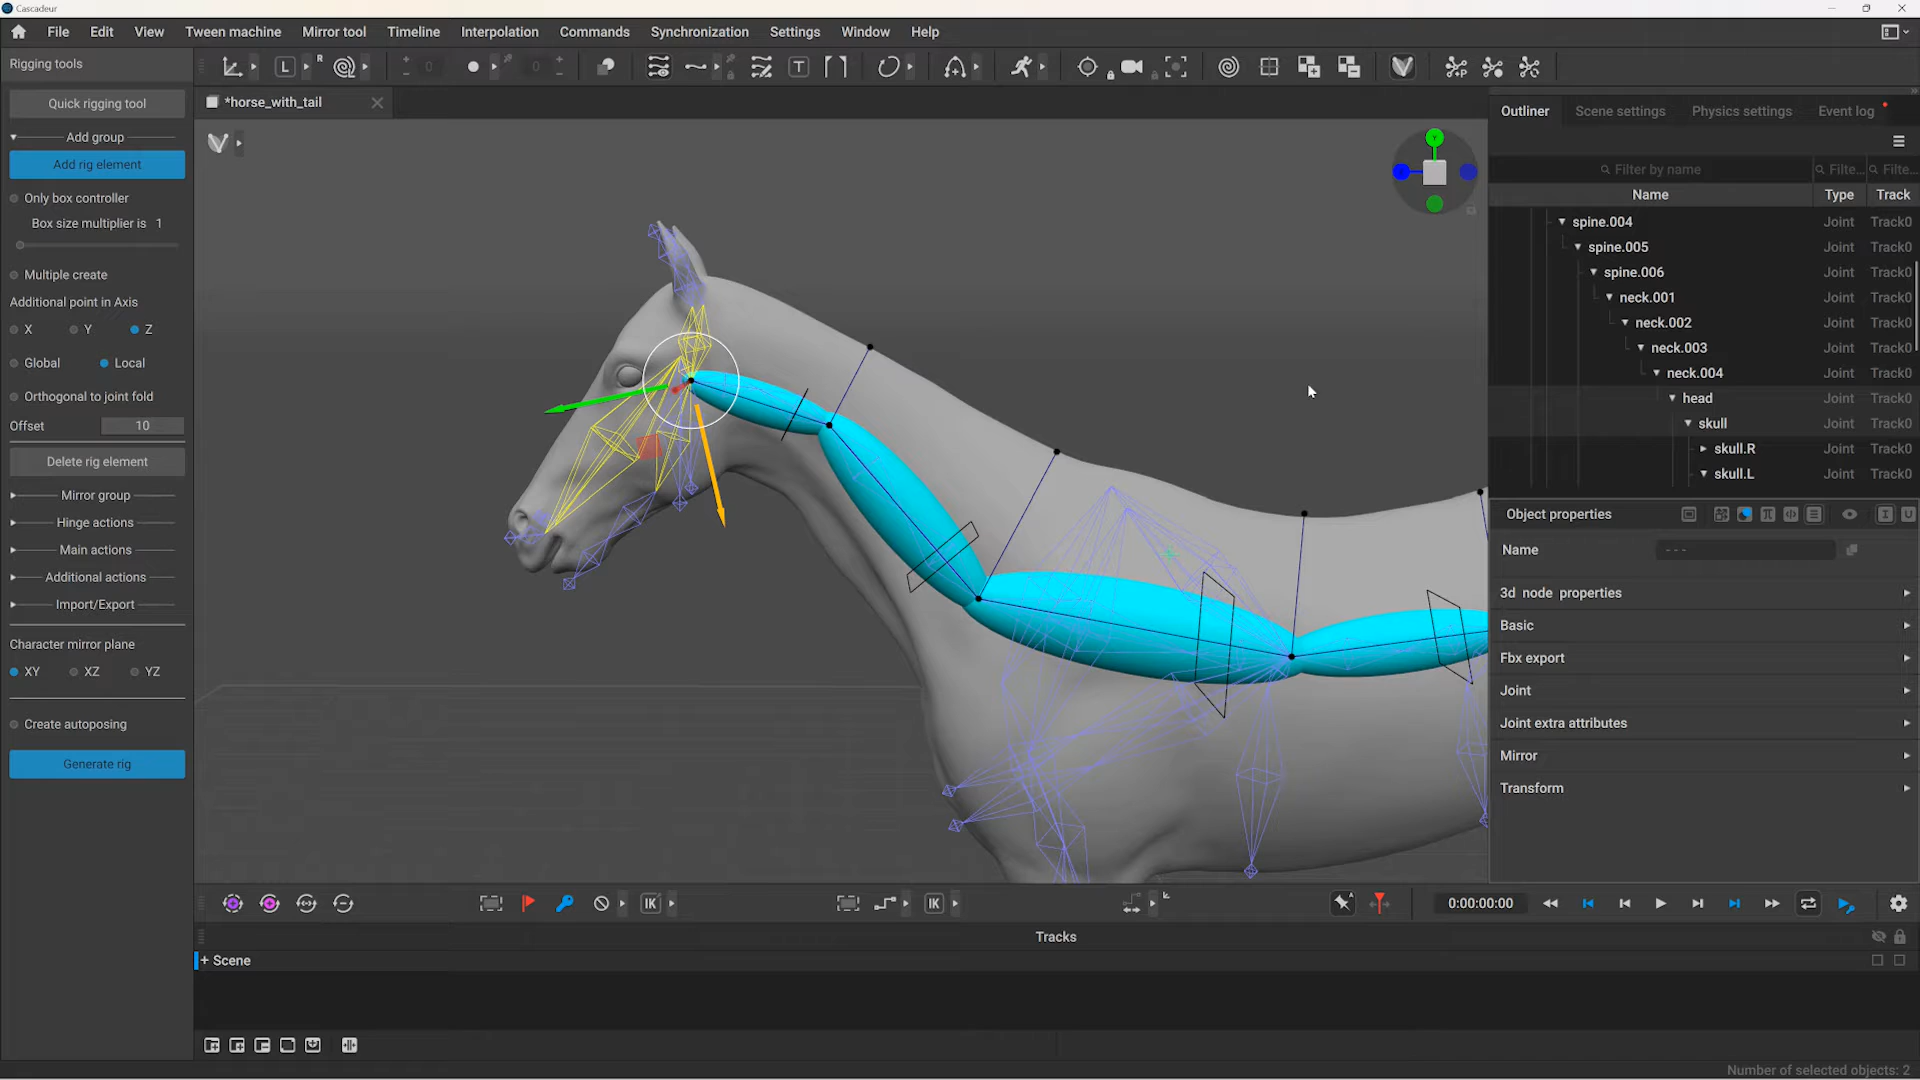 Cascadeur
File Edit View Tween machine Mirror tool Timeline Interpolation Commands Synchronization Settings Window Help
Rigging tools
L R 0 0 T
Quick rigging tool
*horse_with_tail
Add group
Add rig element
Only box controller
Box size multiplier is 1
Multiple create
Additional point in Axis
X Y Z
Global Local
Orthogonal to joint fold
Offset 10
Delete rig element
Mirror group
Hinge actions
Main actions
Additional actions
Import/Export
Character mirror plane
XY XZ YZ
Create autoposing
Generate rig
Y
Outliner Scene settings Physics settings Event log
Filter by name Filte... Filte...
Name Type Track
spine.004 Joint Track0
spine.005 Joint Track0
spine.006 Joint Track0
neck.001 Joint Track0
neck.002 Joint Track0
neck.003 Joint Track0
neck.004 Joint Track0
head Joint Track0
skull Joint Track0
skull.R Joint Track0
skull.L Joint Track0
Object properties
Name - - -
3d node properties
Basic
Fbx export
Joint
Joint extra attributes
Mirror
Transform
IK IK 0:00:00:00
Tracks
+ Scene
Number of selected objects: 2